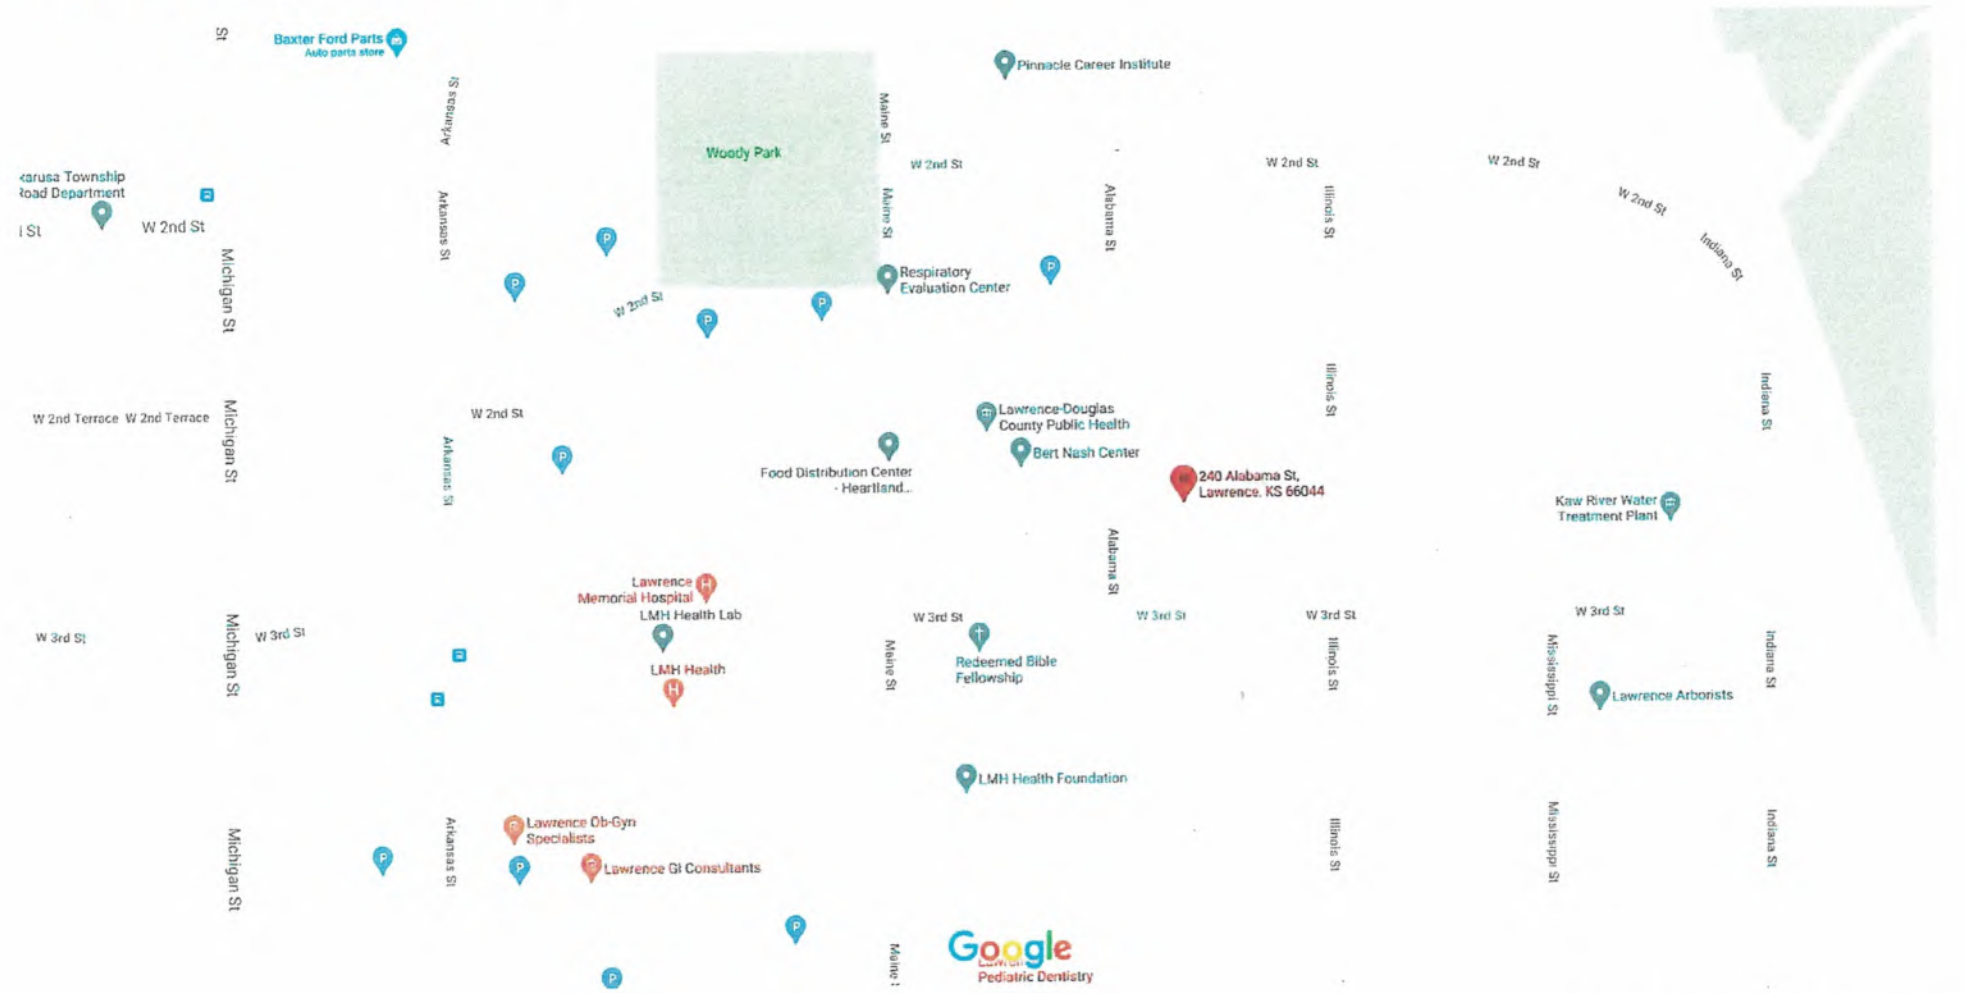 St
Baxter Ford Parts
Auto parts store
Pinnacle Career Institute
Arkansas St
Maine St
Woody Park
W 2nd St
W 2nd St
W 2nd St
karusa Township
Road Department
W 2nd St
Indiana St
Arkansas St
Maine St
Alabama St
Illinois St
St
W 2nd St
Michigan St
Respiratory
Evaluation Center
W 2nd St
Illinois St
Indiana St
W 2nd Terrace W 2nd Terrace
Michigan St
W 2nd St
Arkansas St
Lawrence-Douglas
County Public Health
Bert Nash Center
Food Distribution Center
- Heartland...
240 Alabama St,
Lawrence, KS 66044
Kaw River Water
Treatment Plant
Alabama St
Lawrence
Memorial Hospital
LMH Health Lab
LMH Health
W 3rd St
Michigan St
W 3rd St
W 3rd St
W 3rd St
W 3rd St
W 3rd St
Maine St
Redeemed Bible
Fellowship
Illinois St
Mississippi St
Indiana St
Lawrence Arborists
LMH Health Foundation
Lawrence Ob-Gyn
Specialists
Lawrence GI Consultants
Michigan St
Arkansas St
Illinois St
Mississippi St
Indiana St
Maine
Google
Pediatric Dentistry